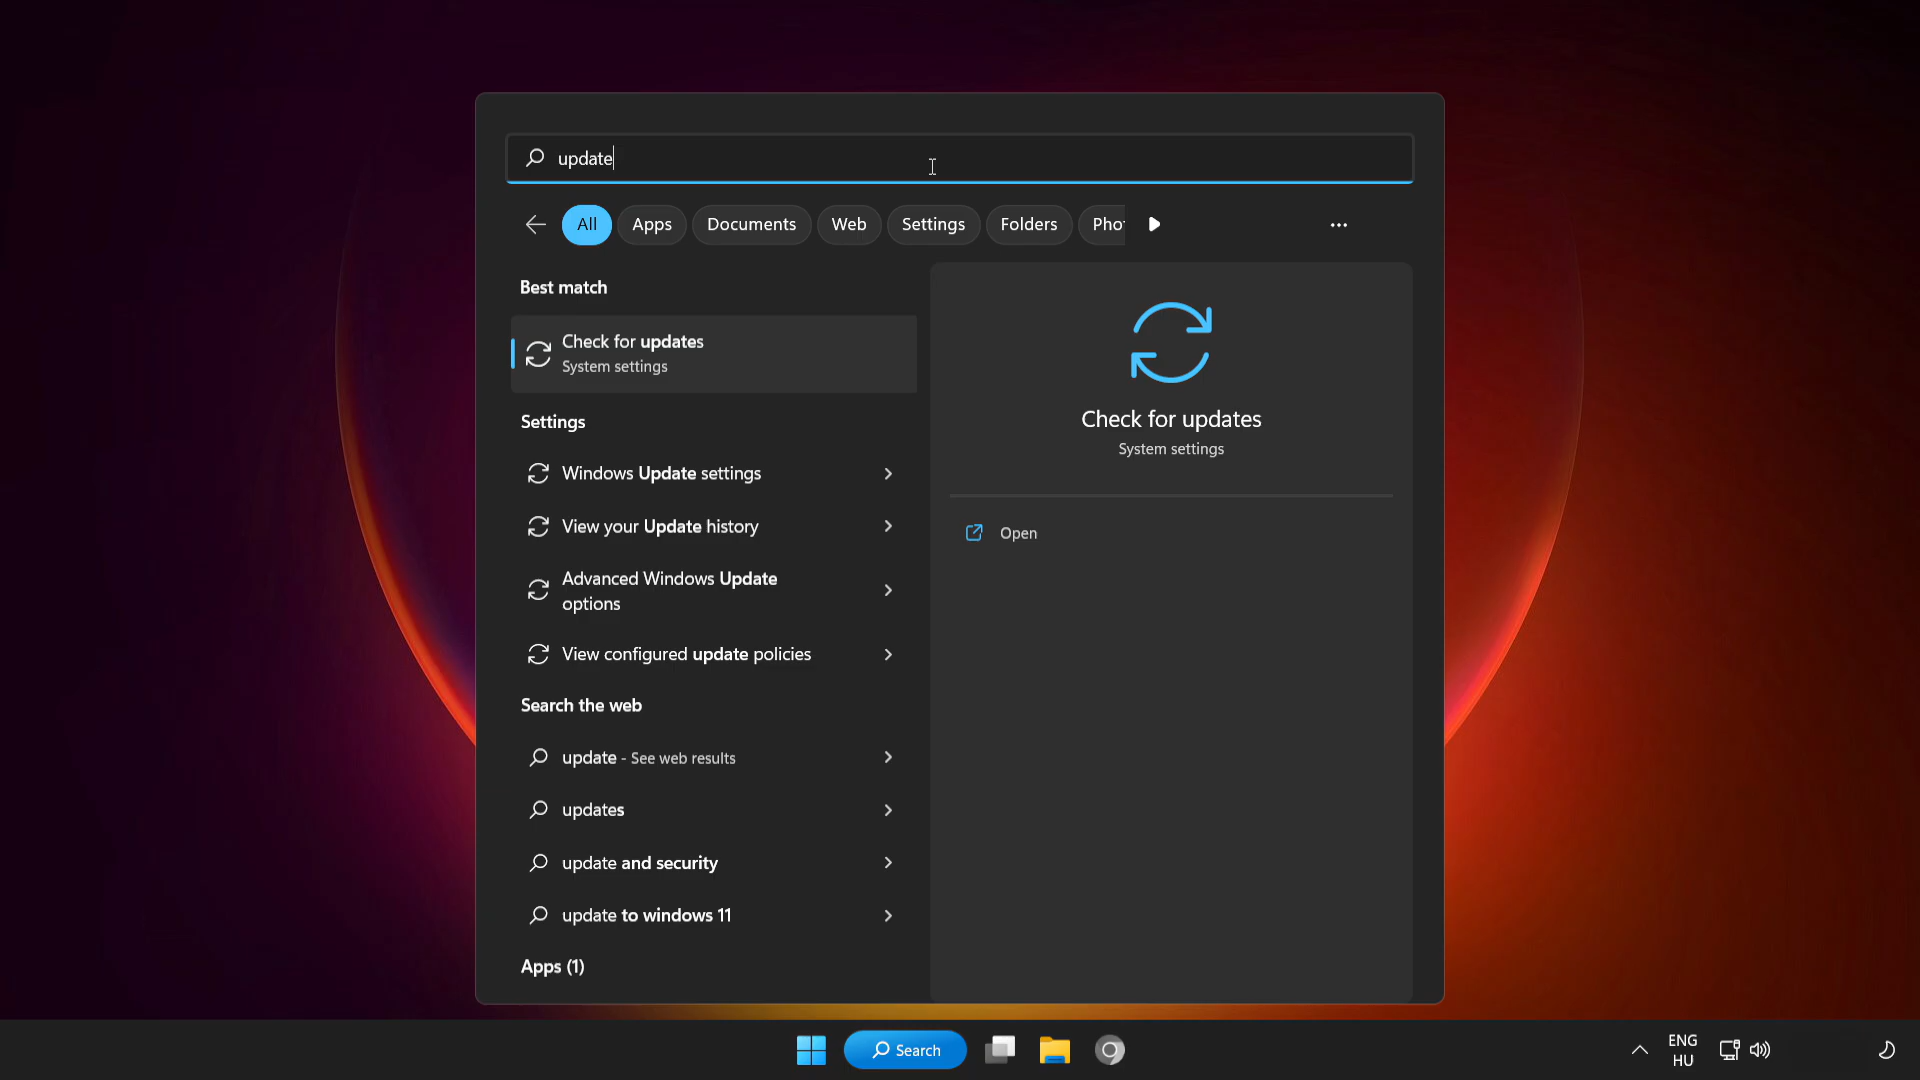 update
All
Apps
Documents
Web
Settings
Folders
Pho
Best match
Check for updates
System settings
Settings
Windows Update settings
View your Update history
Advanced Windows Update
options
View configured update policies
Search the web
update - See web results
updates
update and security
update to windows 11
Apps (1)
Check for updates
System settings
Open
Search
ENG
HU